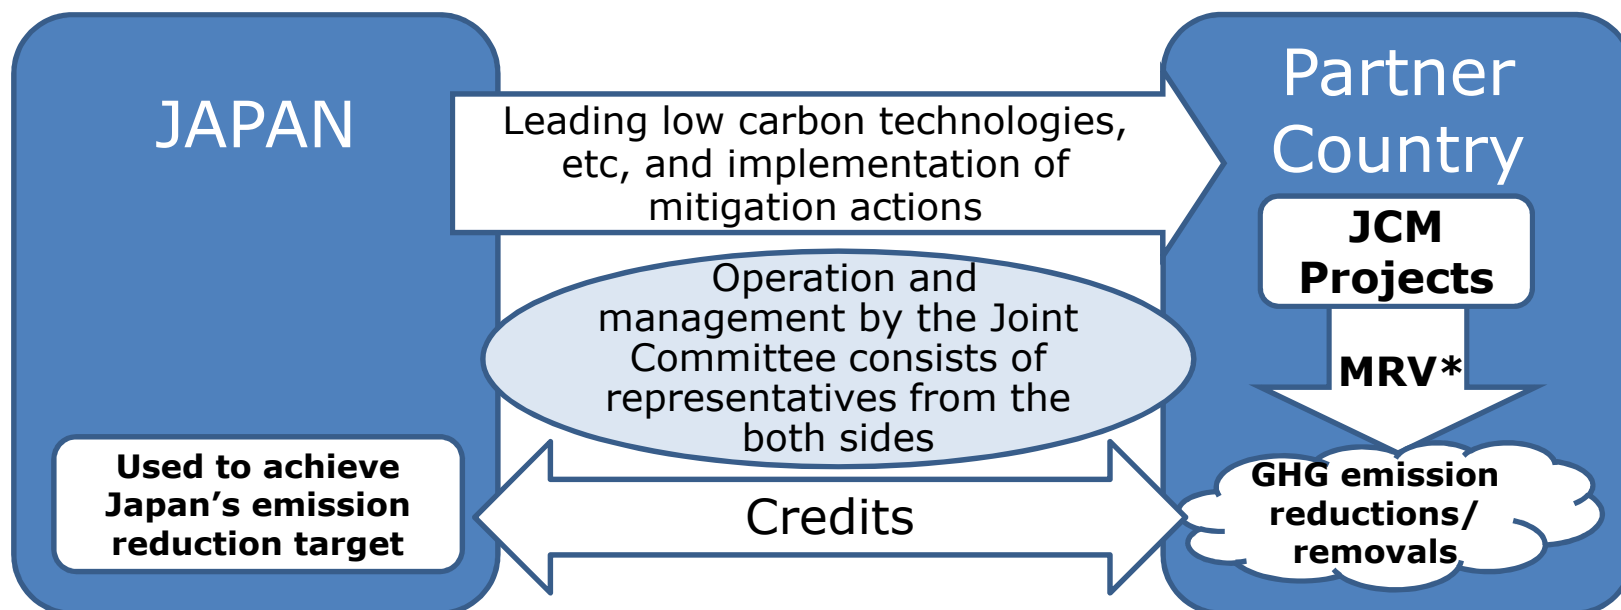 JAPAN
Leading low carbon technologies,
etc, and implementation of
mitigation actions
Partner
Country
JCM
Projects
Operation and
management by the Joint
Committee consists of
representatives from the
both sides
MRV*
Used to achieve
Japan’s emission
reduction target
Credits
GHG emission
reductions/
removals